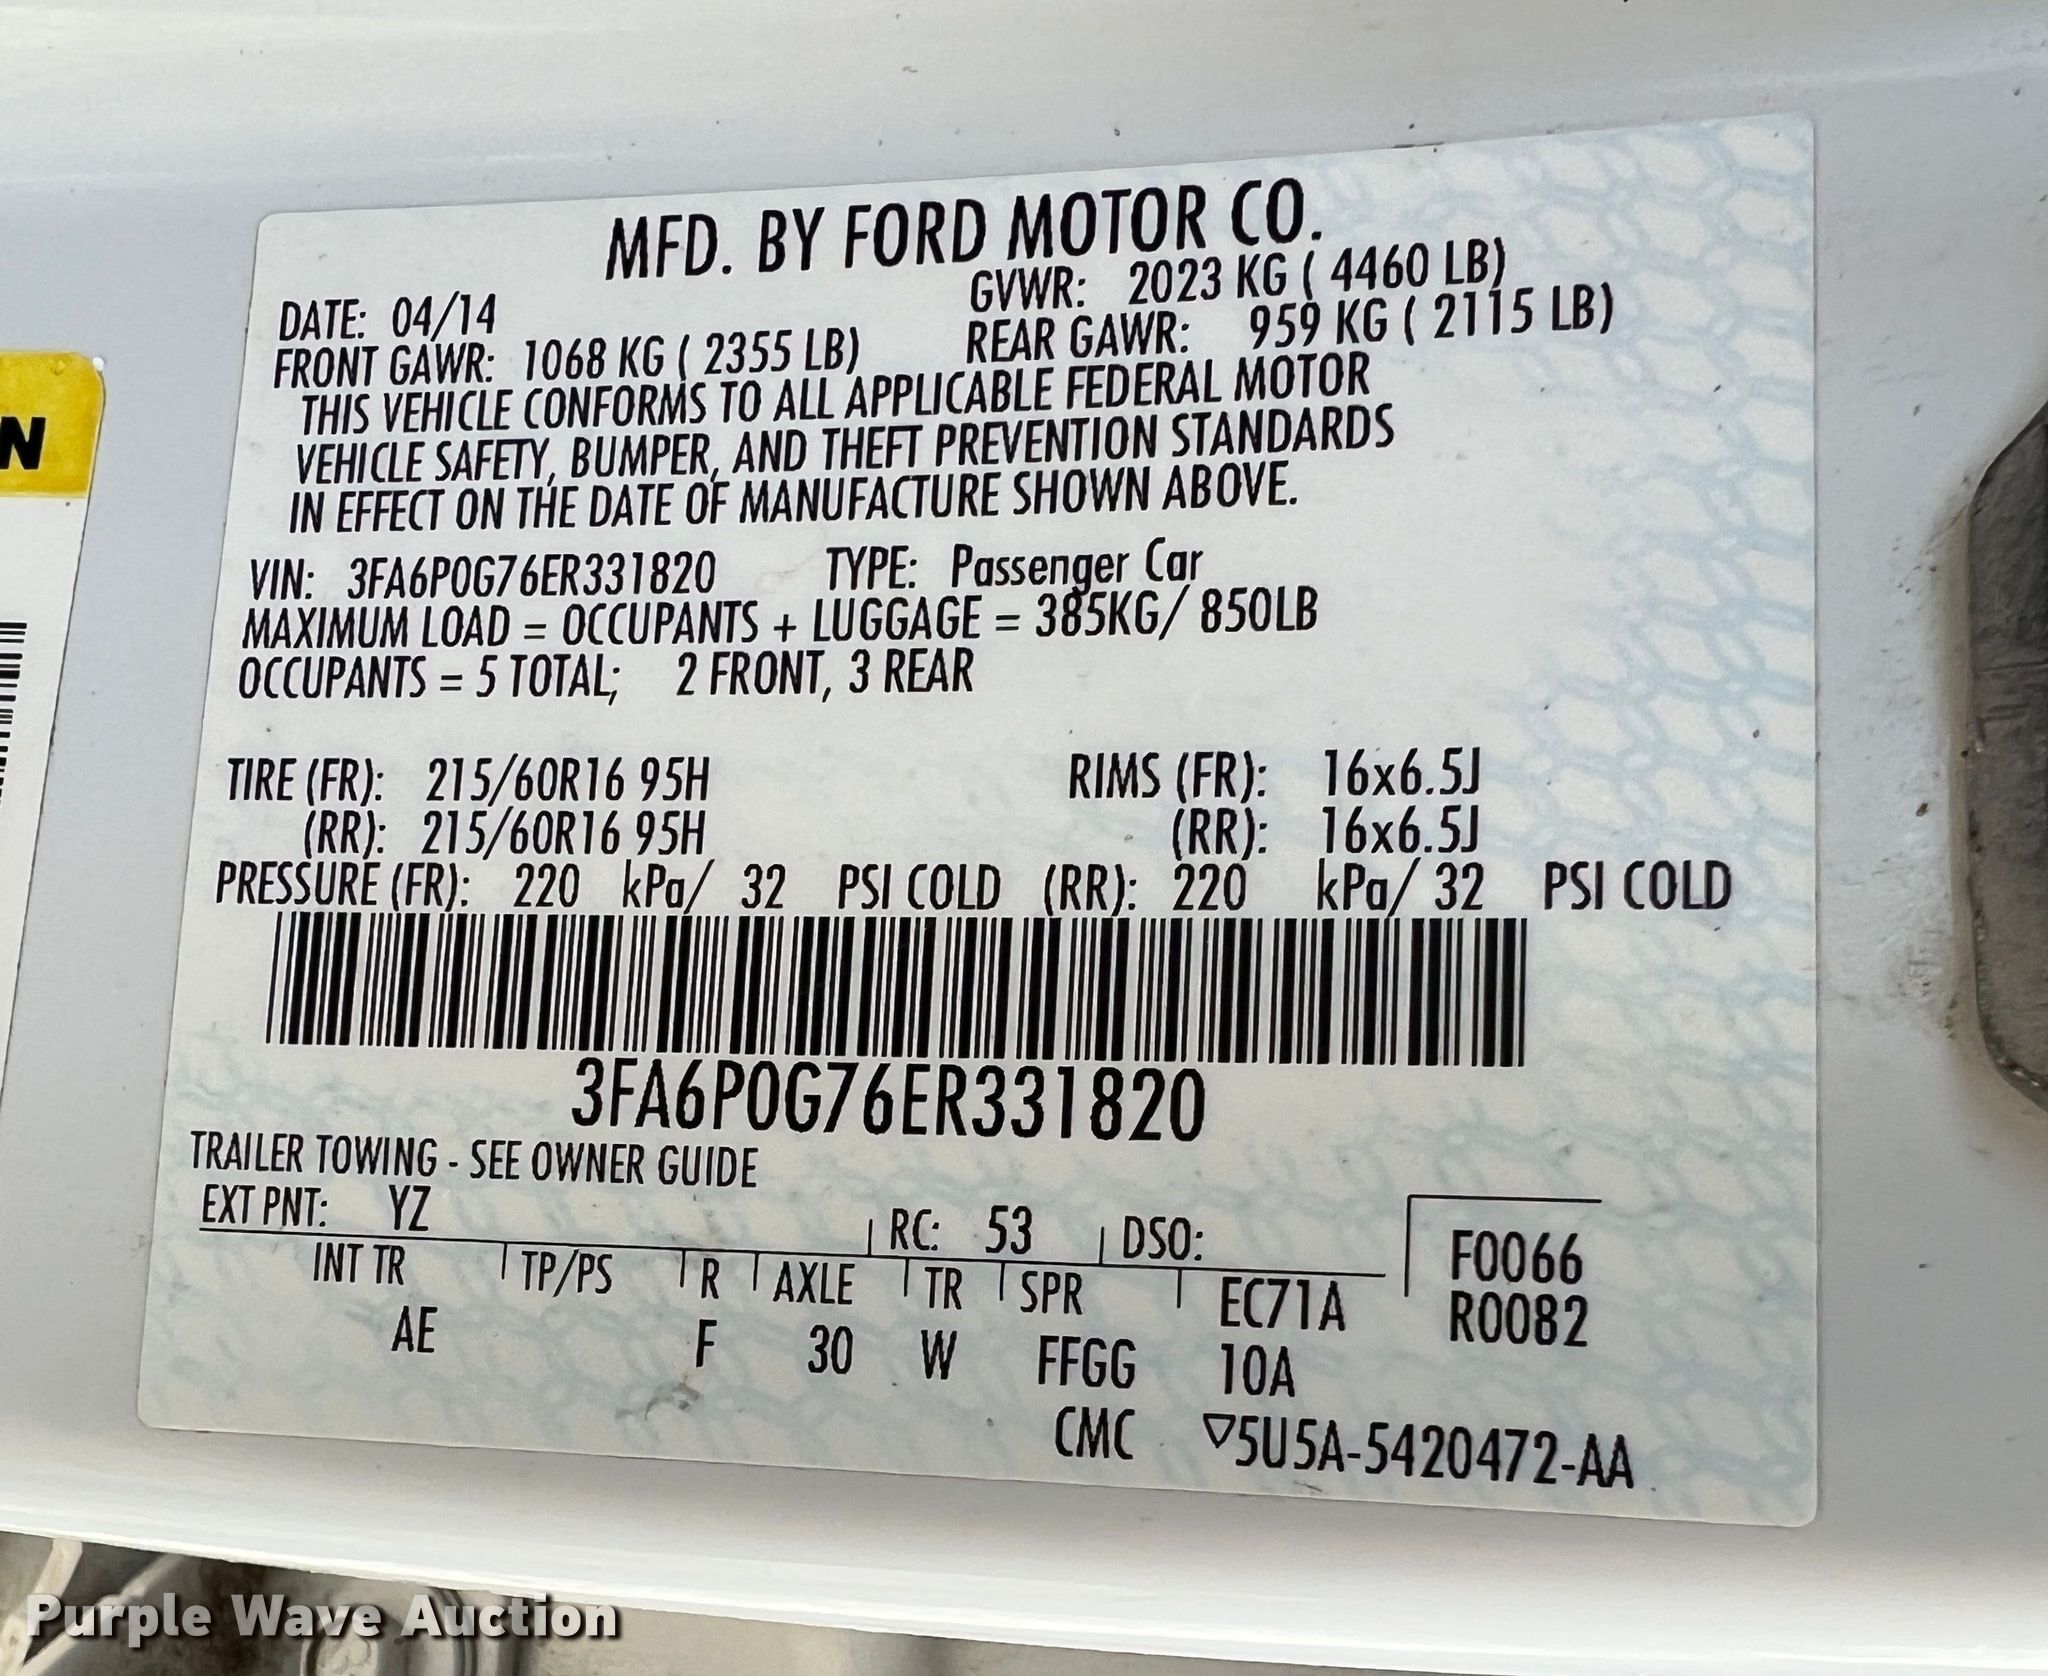 MFD. BY FORD MOTOR CO.
DATE: 04/14 GVWR: 2023 KG ( 4460 LB)
FRONT GAWR: 1068 KG ( 2355 LB) REAR GAWR: 959 KG ( 2115 LB)
THIS VEHICLE CONFORMS TO ALL APPLICABLE FEDERAL MOTOR
VEHICLE SAFETY, BUMPER, AND THEFT PREVENTION STANDARDS
IN EFFECT ON THE DATE OF MANUFACTURE SHOWN ABOVE.
VIN: 3FA6P0G76ER331820 TYPE: Passenger Car
MAXIMUM LOAD = OCCUPANTS + LUGGAGE = 385KG/ 850LB
OCCUPANTS = 5 TOTAL; 2 FRONT, 3 REAR
TIRE (FR): 215/60R16 95H RIMS (FR): 16x6.5J
(RR): 215/60R16 95H (RR): 16x6.5J
PRESSURE (FR): 220 kPa/ 32 PSI COLD (RR): 220 kPa/ 32 PSI COLD
3FA6P0G76ER331820
TRAILER TOWING - SEE OWNER GUIDE
EXT PNT: YZ RC: 53 DSO: F0066
INT TR TP/PS R AXLE TR SPR EC71A R0082
AE F 30 W FFGG 10A
CMC ▽5U5A-5420472-AA
N
Purple Wave Auction